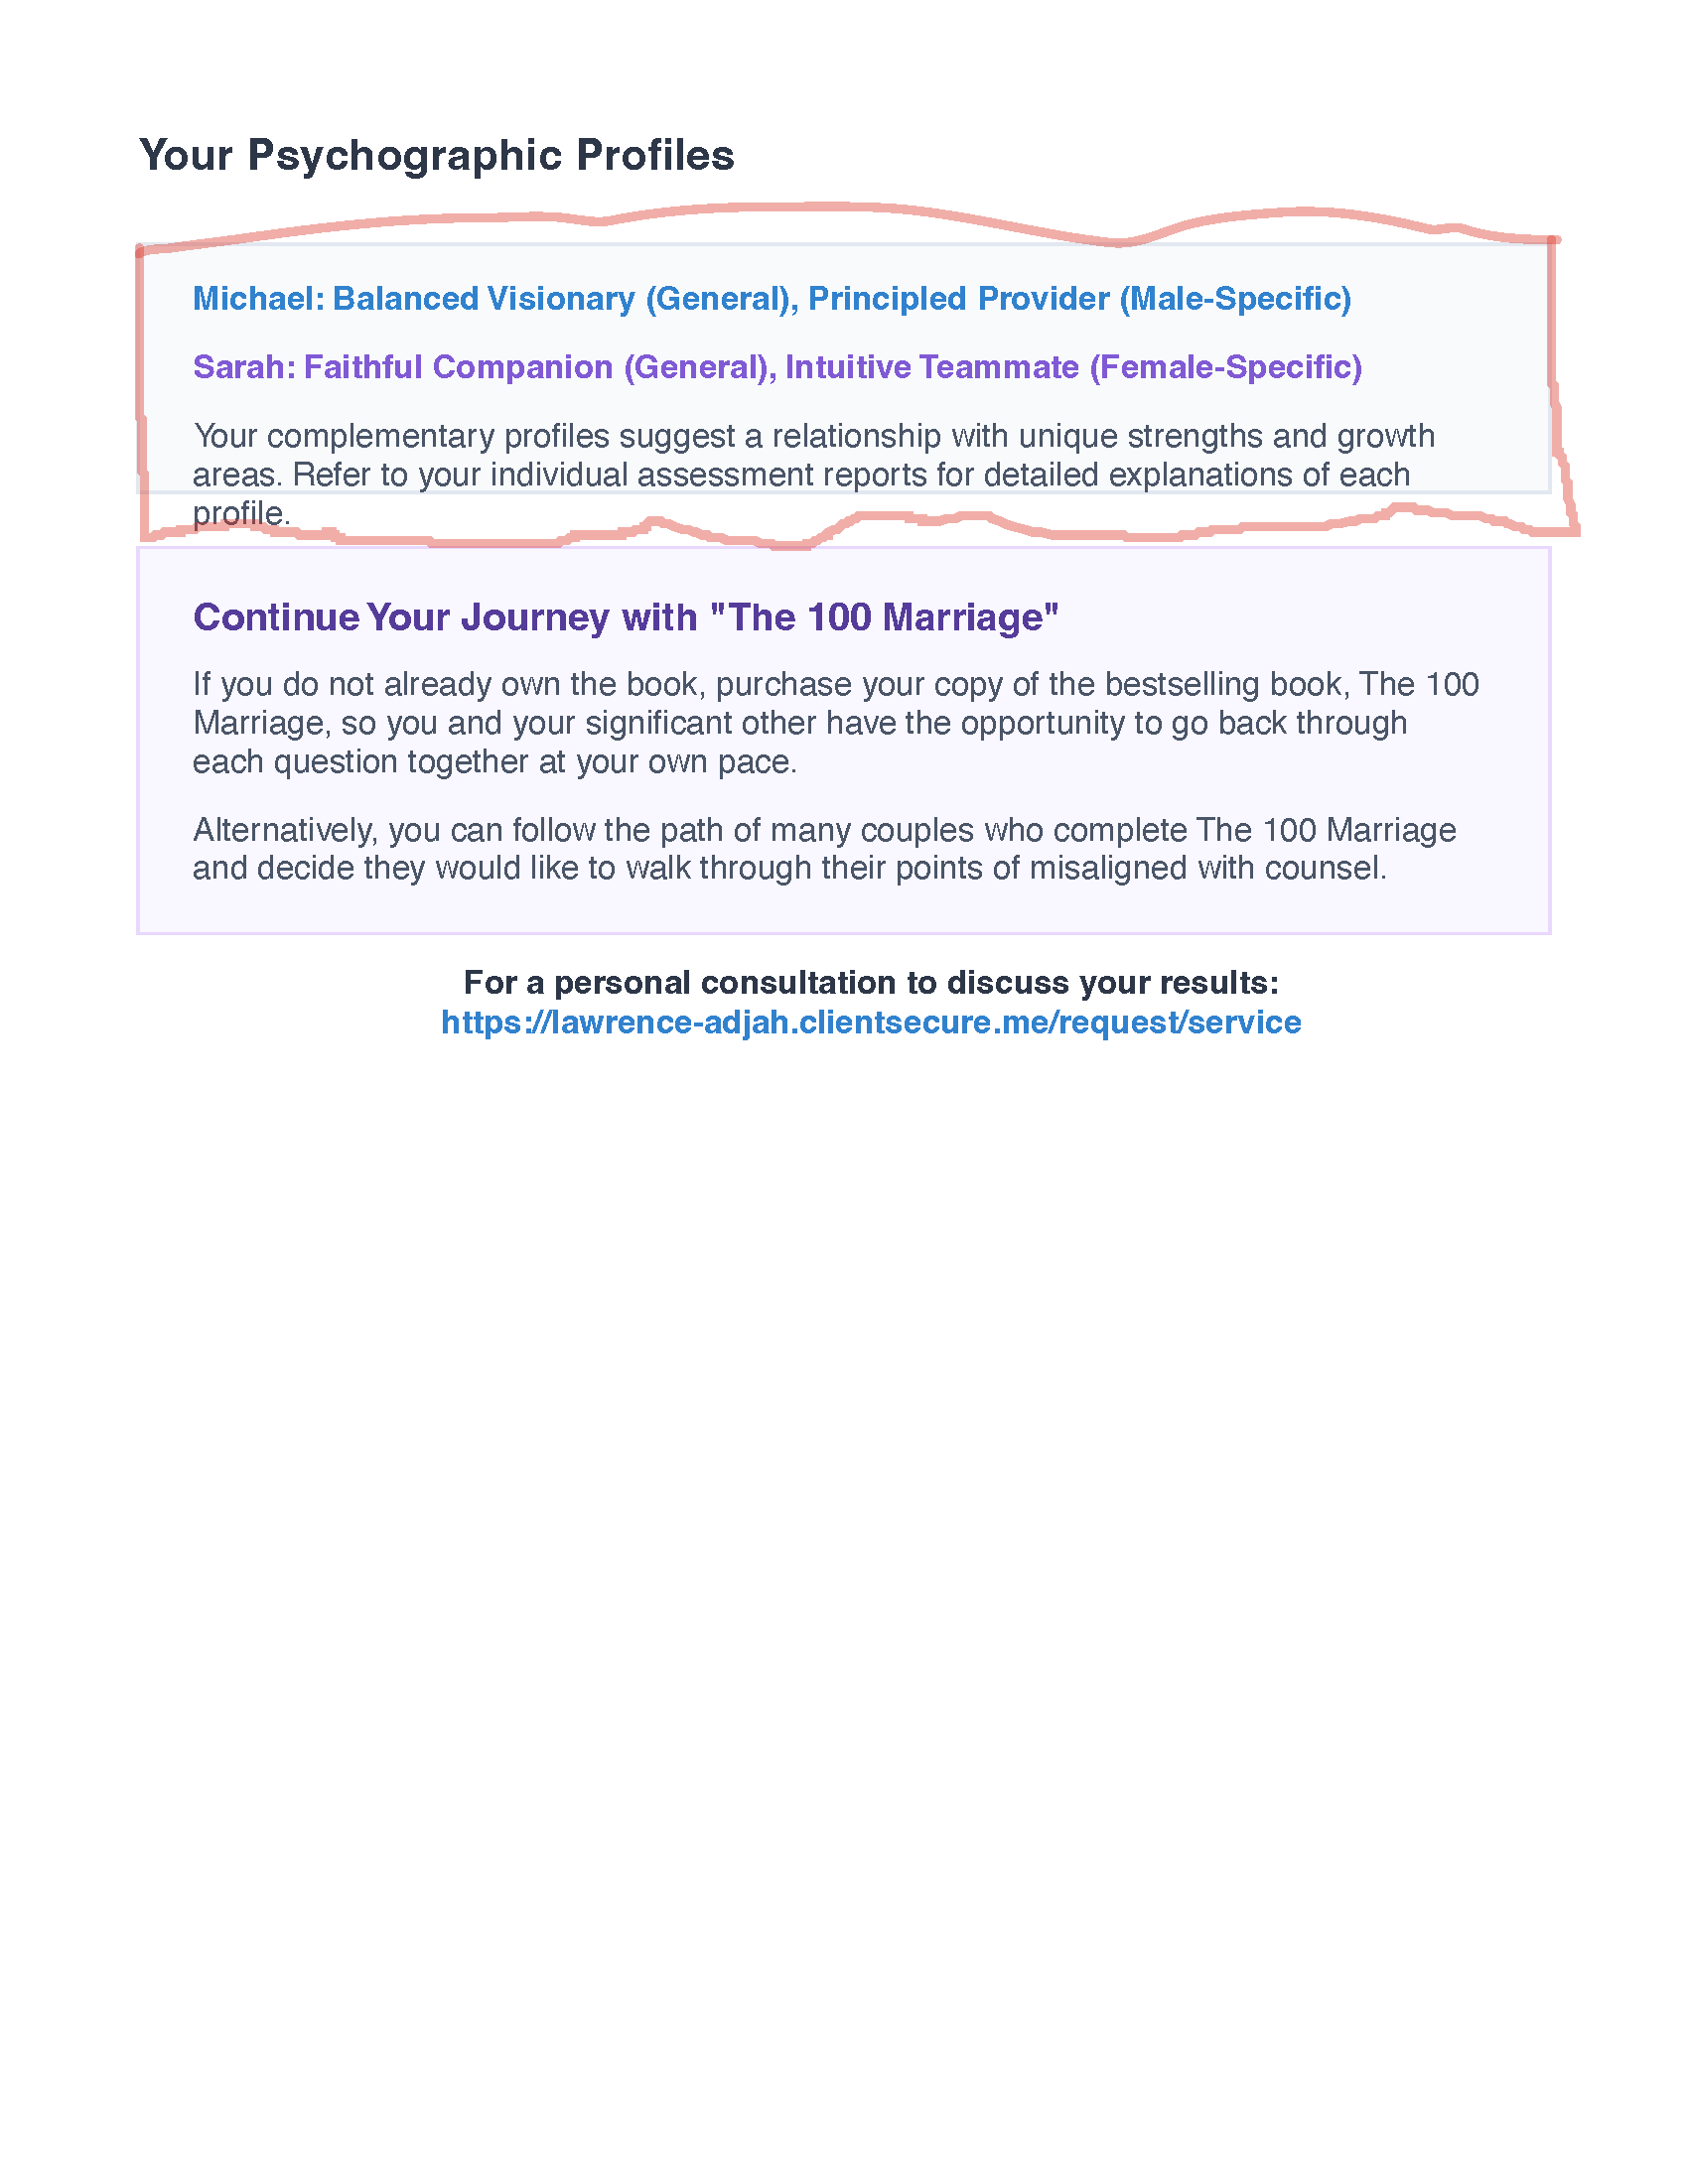 Your Psychographic Profiles
Michael: Balanced Visionary (General), Principled Provider (Male-Specific)
Sarah: Faithful Companion (General), Intuitive Teammate (Female-Specific)
Your complementary profiles suggest a relationship with unique strengths and growth
areas. Refer to your individual assessment reports for detailed explanations of each
profile.
Continue Your Journey with "The 100 Marriage"
If you do not already own the book, purchase your copy of the bestselling book, The 100
Marriage, so you and your significant other have the opportunity to go back through
each question together at your own pace.
Alternatively, you can follow the path of many couples who complete The 100 Marriage
and decide they would like to walk through their points of misaligned with counsel.
For a personal consultation to discuss your results:
https://lawrence-adjah.clientsecure.me/request/service